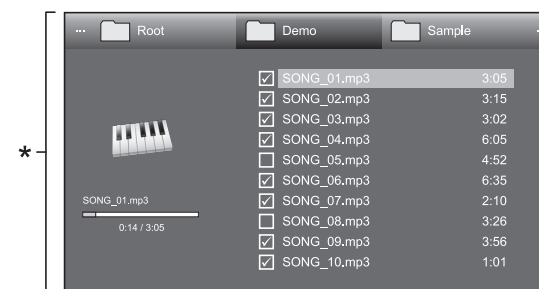 ... Root Demo Sample
SONG_01.mp3 3:05
SONG_02.mp3 3:15
SONG_03.mp3 3:02
SONG_04.mp3 6:05
SONG_05.mp3 4:52
SONG_06.mp3 6:35
SONG_07.mp3 2:10
SONG_08.mp3 3:26
SONG_09.mp3 3:56
SONG_10.mp3 1:01
SONG_01.mp3
0:14 / 3:05
*